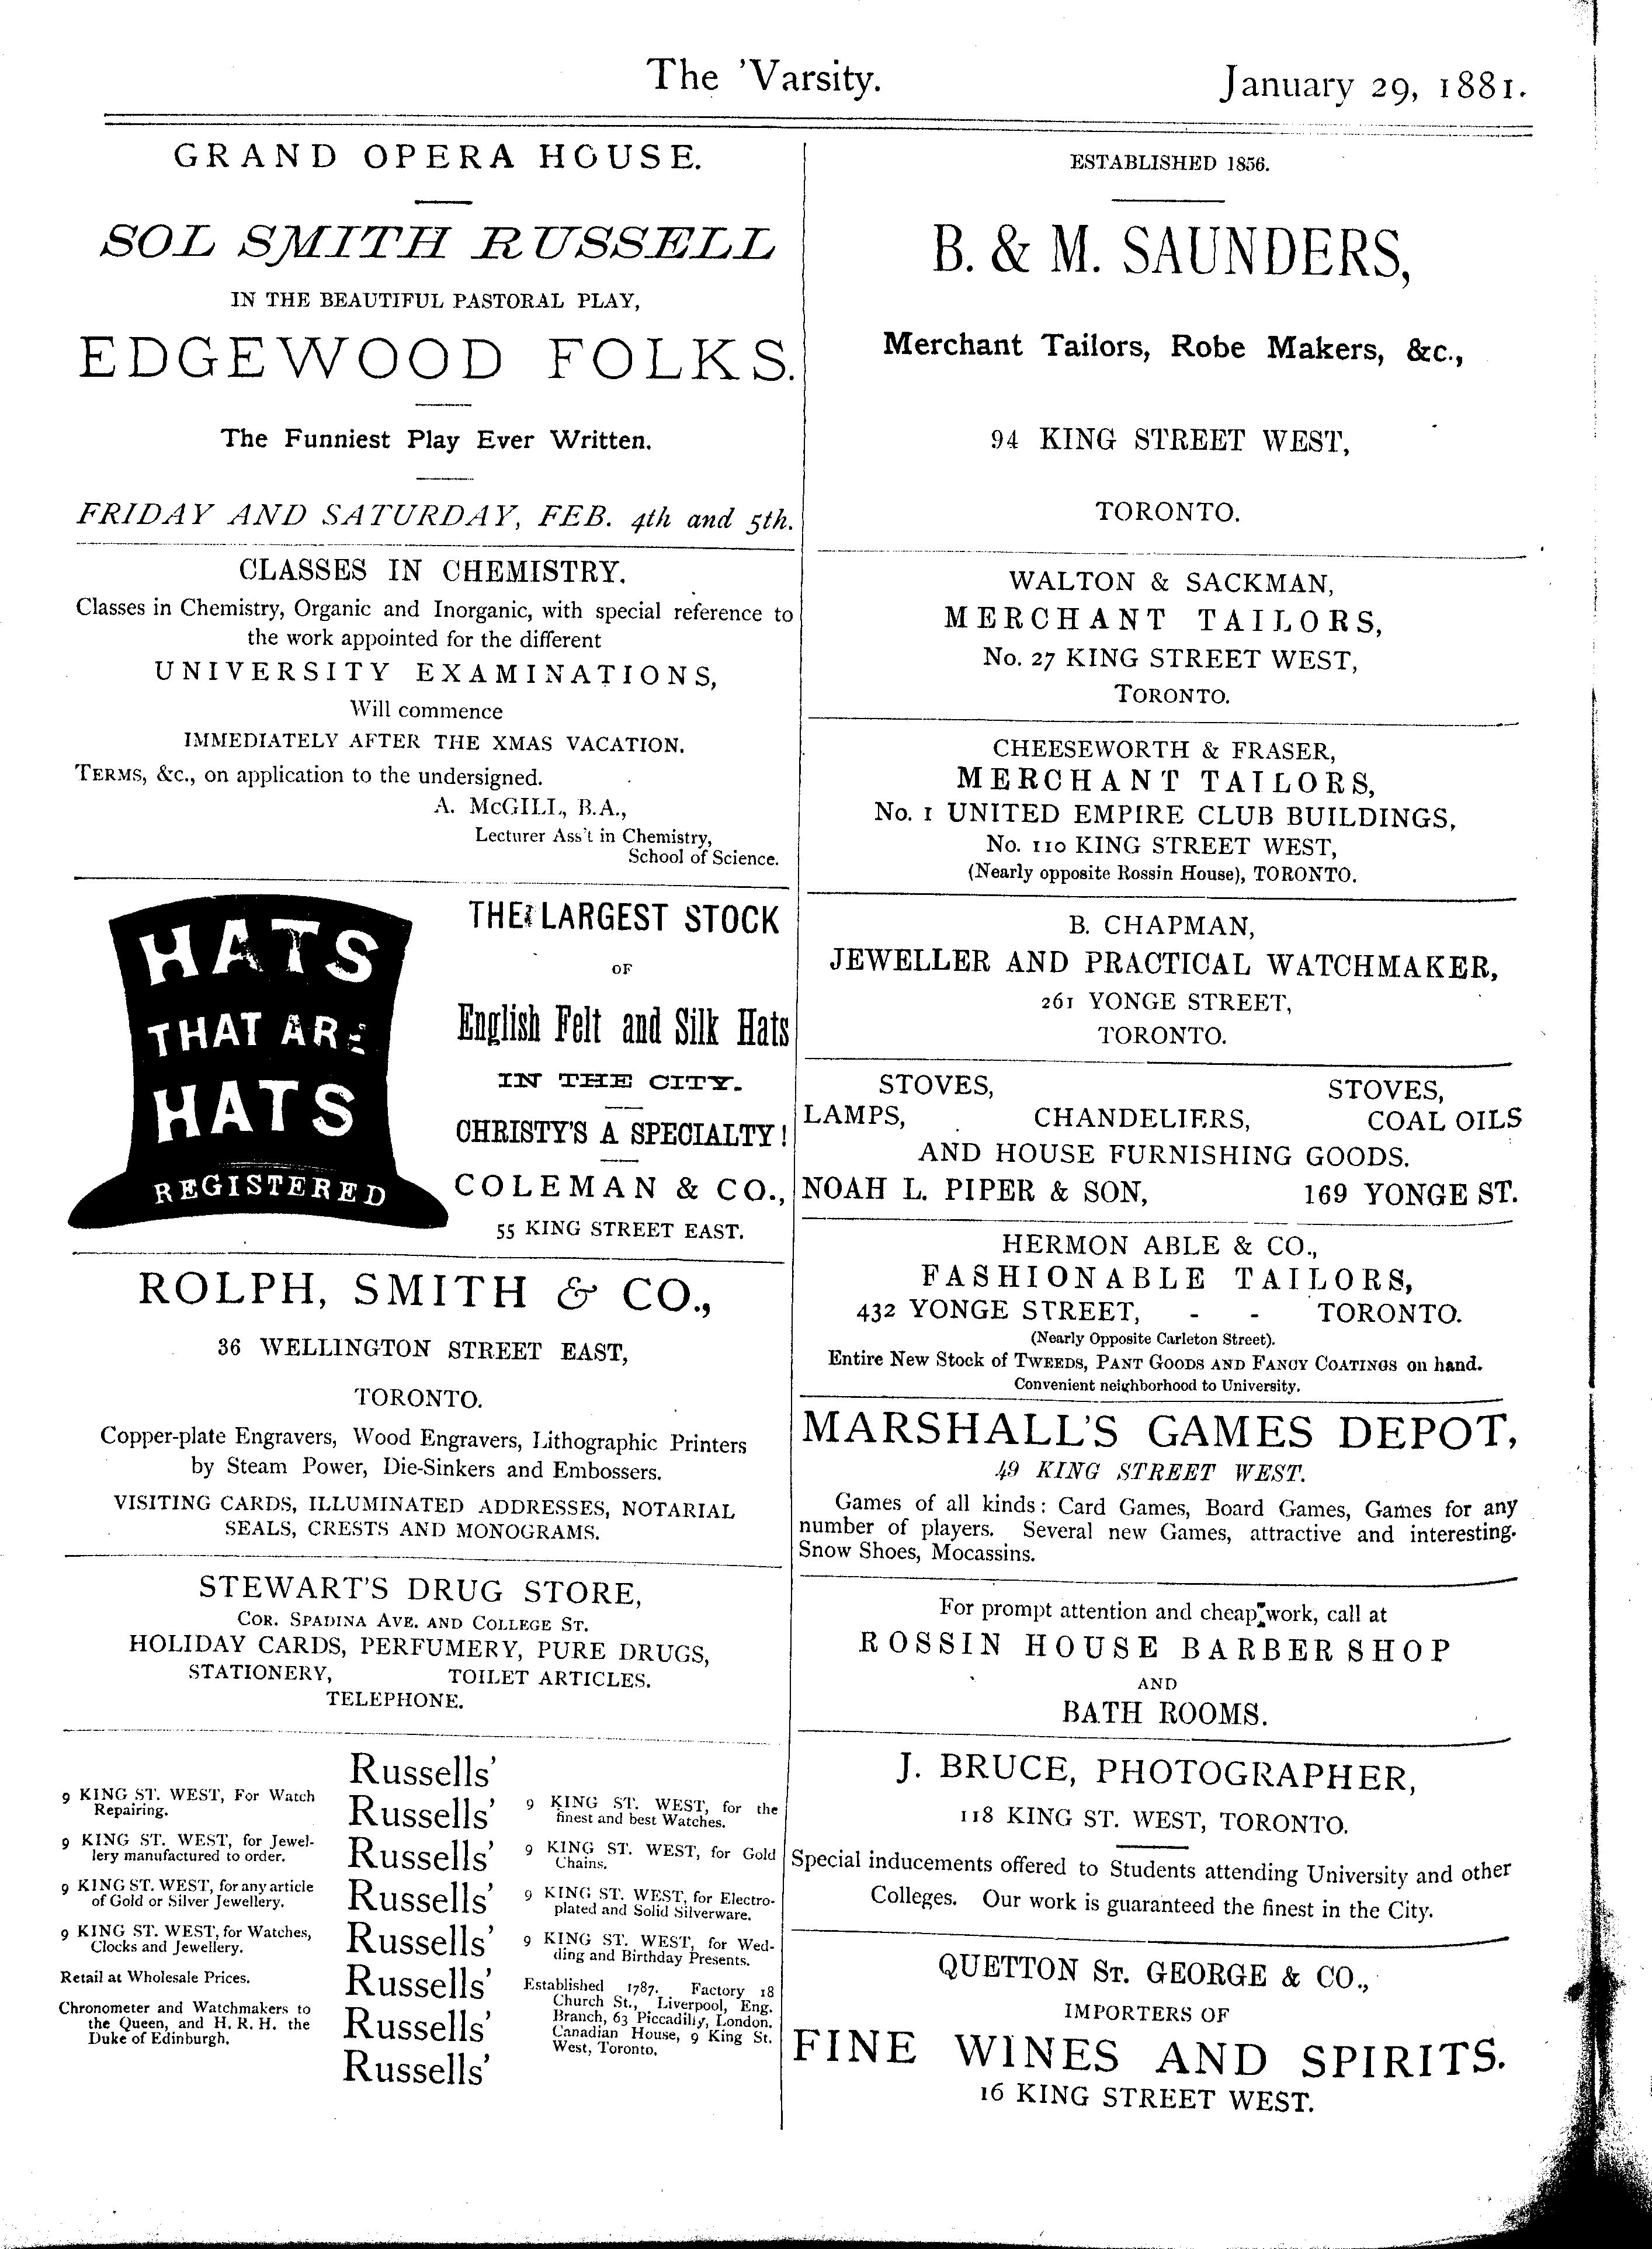 The 'Varsity.
January 29, 1881.
GRAND OPERA HOUSE.
SOL SMITH RUSSELL
IN THE BEAUTIFUL PASTORAL PLAY,
EDGEWOOD FOLKS.
The Funniest Play Ever Written.
FRIDAY AND SATURDAY, FEB. 4th and 5th.
CLASSES IN CHEMISTRY.
Classes in Chemistry, Organic and Inorganic, with special reference to
the work appointed for the different
UNIVERSITY EXAMINATIONS,
Will commence
IMMEDIATELY AFTER THE XMAS VACATION.
TERMS, &c., on application to the undersigned.
A. McGILL, B.A.,
Lecturer Ass't in Chemistry,
School of Science.
HATS
THAT ARE
HATS
REGISTERED
THE LARGEST STOCK
OF
English Felt and Silk Hats
IN THE CITY.
CHRISTY'S A SPECIALTY!
COLEMAN & CO.,
55 KING STREET EAST.
ROLPH, SMITH & CO.,
36 WELLINGTON STREET EAST,
TORONTO.
Copper-plate Engravers, Wood Engravers, Lithographic Printers
by Steam Power, Die-Sinkers and Embossers.
VISITING CARDS, ILLUMINATED ADDRESSES, NOTARIAL
SEALS, CRESTS AND MONOGRAMS.
STEWART'S DRUG STORE,
COR. SPADINA AVE. AND COLLEGE ST.
HOLIDAY CARDS, PERFUMERY, PURE DRUGS,
STATIONERY, TOILET ARTICLES.
TELEPHONE.
9 KING ST. WEST, For Watch
Repairing.
9 KING ST. WEST, for Jewel-
lery manufactured to order.
9 KING ST. WEST, for any article
of Gold or Silver Jewellery.
9 KING ST. WEST, for Watches,
Clocks and Jewellery.
Retail at Wholesale Prices.
Chronometer and Watchmakers to
the Queen, and H. R. H. the
Duke of Edinburgh.
Russells'
Russells'
Russells'
Russells'
Russells'
Russells'
Russells'
Russells'
9 KING ST. WEST, for the
finest and best Watches.
9 KING ST. WEST, for Gold
Chains.
9 KING ST. WEST, for Electro-
plated and Solid Silverware.
9 KING ST. WEST, for Wed-
ding and Birthday Presents.
Established 1787. Factory 18
Church St., Liverpool, Eng.
Branch, 63 Piccadilly, London.
Canadian House, 9 King St.
West, Toronto.
ESTABLISHED 1856.
B. & M. SAUNDERS,
Merchant Tailors, Robe Makers, &c.,
94 KING STREET WEST,
TORONTO.
WALTON & SACKMAN,
MERCHANT TAILORS,
No. 27 KING STREET WEST,
TORONTO.
CHEESEWORTH & FRASER,
MERCHANT TAILORS,
No. 1 UNITED EMPIRE CLUB BUILDINGS,
No. 110 KING STREET WEST,
(Nearly opposite Rossin House), TORONTO.
B. CHAPMAN,
JEWELLER AND PRACTICAL WATCHMAKER,
261 YONGE STREET,
TORONTO.
STOVES, STOVES,
LAMPS, CHANDELIERS, COAL OILS
AND HOUSE FURNISHING GOODS.
NOAH L. PIPER & SON, 169 YONGE ST.
HERMON ABLE & CO.,
FASHIONABLE TAILORS,
432 YONGE STREET, - - TORONTO.
(Nearly Opposite Carleton Street).
Entire New Stock of TWEEDS, PANT GOODS AND FANCY COATINGS on hand.
Convenient neighborhood to University.
MARSHALL'S GAMES DEPOT,
49 KING STREET WEST.
Games of all kinds: Card Games, Board Games, Games for any
number of players. Several new Games, attractive and interesting.
Snow Shoes, Mocassins.
For prompt attention and cheap work, call at
ROSSIN HOUSE BARBER SHOP
AND
BATH ROOMS.
J. BRUCE, PHOTOGRAPHER,
118 KING ST. WEST, TORONTO.
Special inducements offered to Students attending University and other
Colleges. Our work is guaranteed the finest in the City.
QUETTON ST. GEORGE & CO.,
IMPORTERS OF
FINE WINES AND SPIRITS.
16 KING STREET WEST.